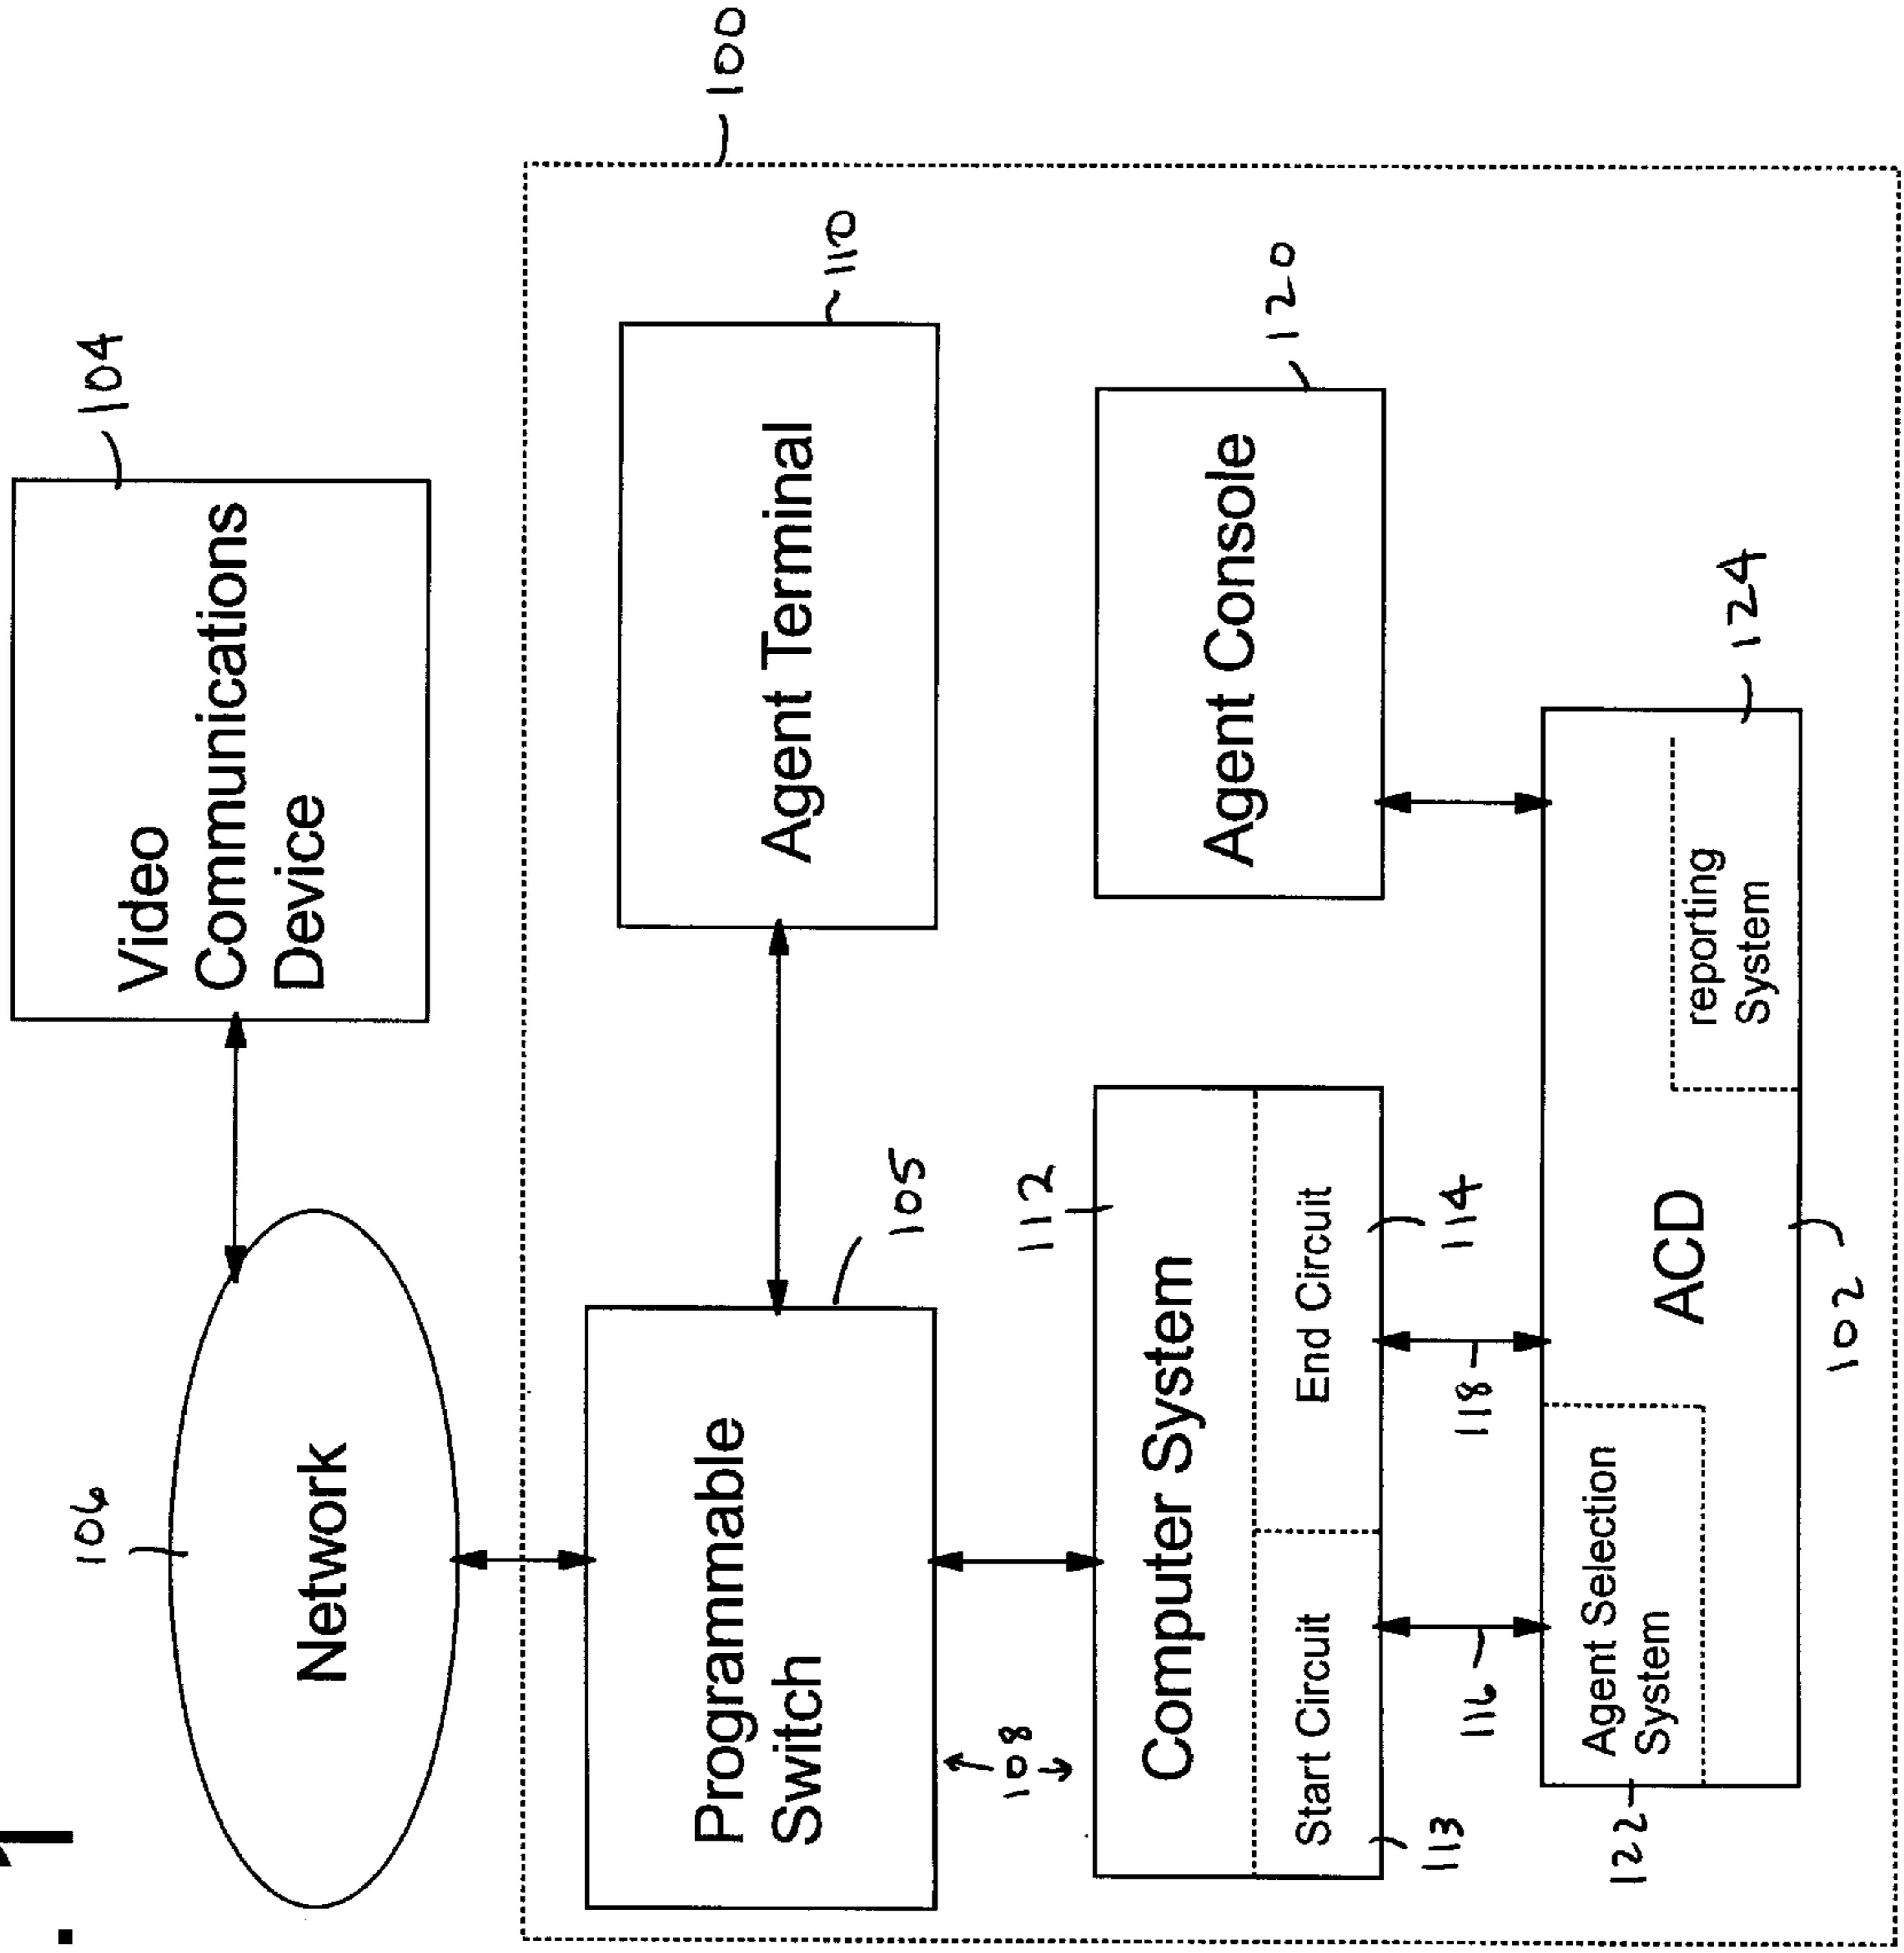 .1
106
Network
Video
Communications
Device
104
100
Programmable
Switch
105
Agent Terminal
110
108
Computer System
112
Start Circuit
End Circuit
113
114
116
118
Agent Console
120
Agent Selection
System
122
ACD
102
reporting
System
124